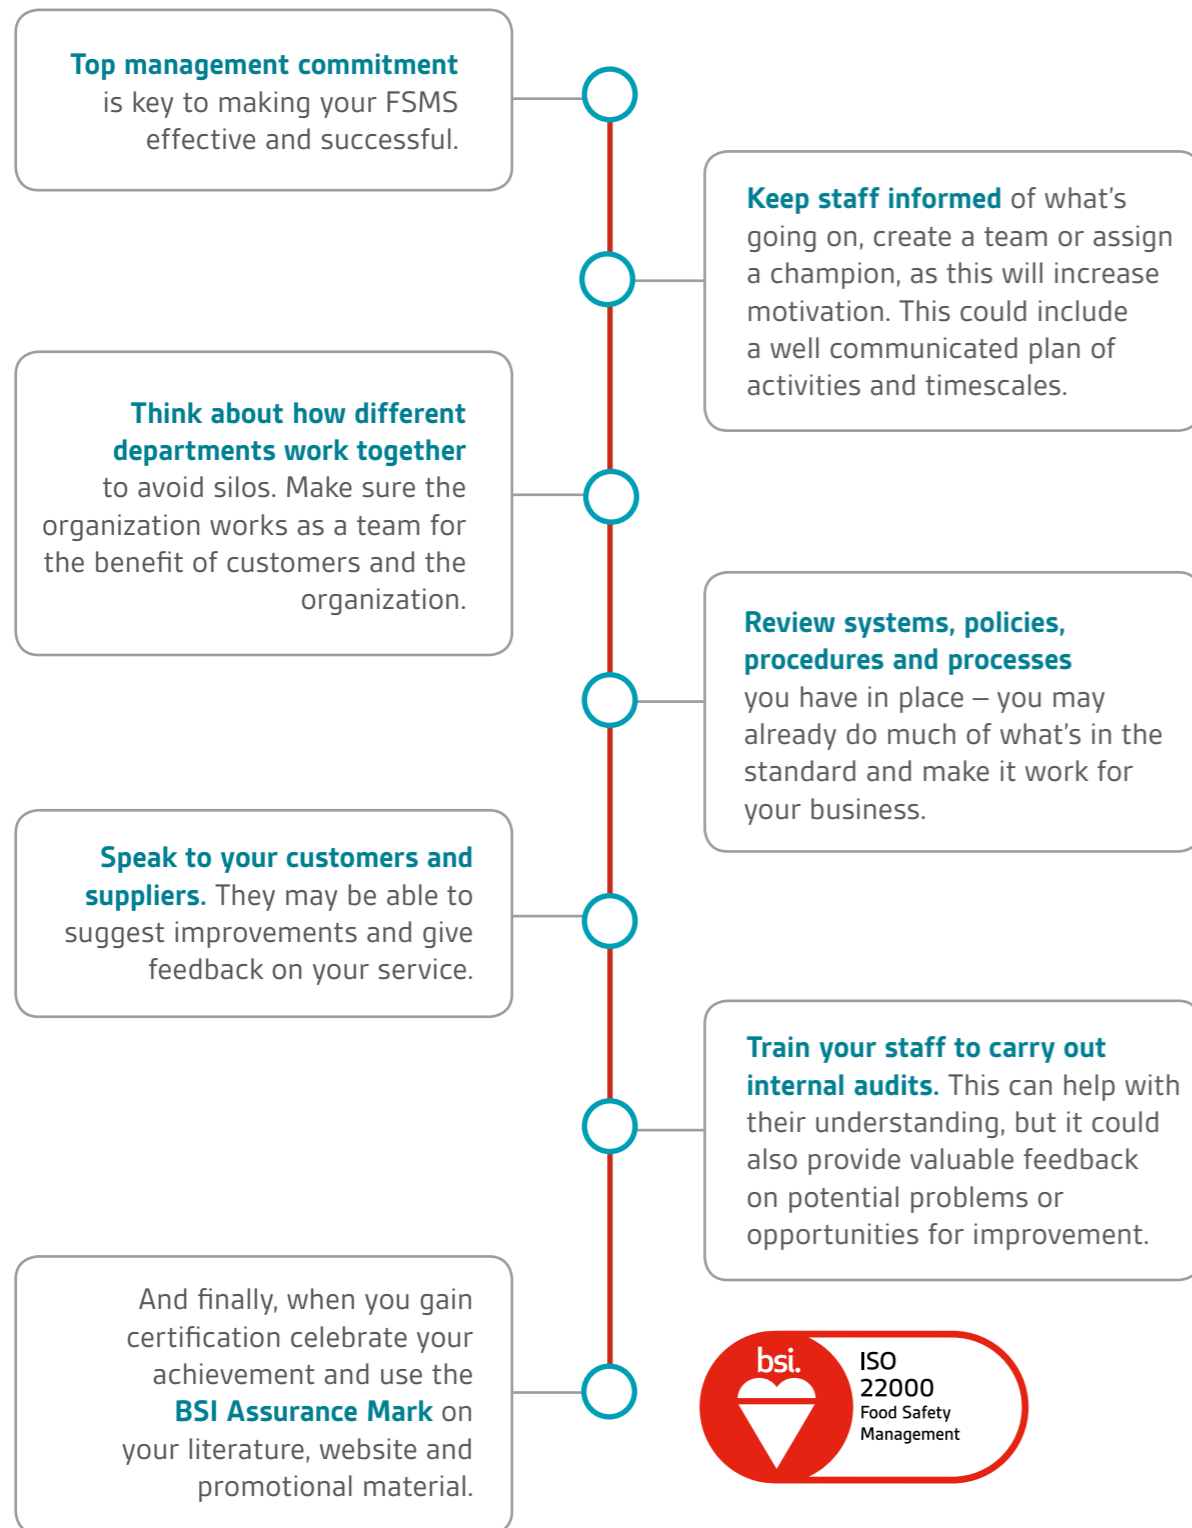 Top management commitment
is key to making your FSMS
effective and successful.
Keep staff informed of what's
going on, create a team or assign
a champion, as this will increase
motivation. This could include
a well communicated plan of
activities and timescales.
Think about how different
departments work together
to avoid silos. Make sure the
organization works as a team for
the benefit of customers and the
organization.
Review systems, policies,
procedures and processes
you have in place – you may
already do much of what's in the
standard and make it work for
your business.
Speak to your customers and
suppliers. They may be able to
suggest improvements and give
feedback on your service.
Train your staff to carry out
internal audits. This can help with
their understanding, but it could
also provide valuable feedback
on potential problems or
opportunities for improvement.
And finally, when you gain
certification celebrate your
achievement and use the
BSI Assurance Mark on
your literature, website and
promotional material.
bsi.
ISO
22000
Food Safety
Management